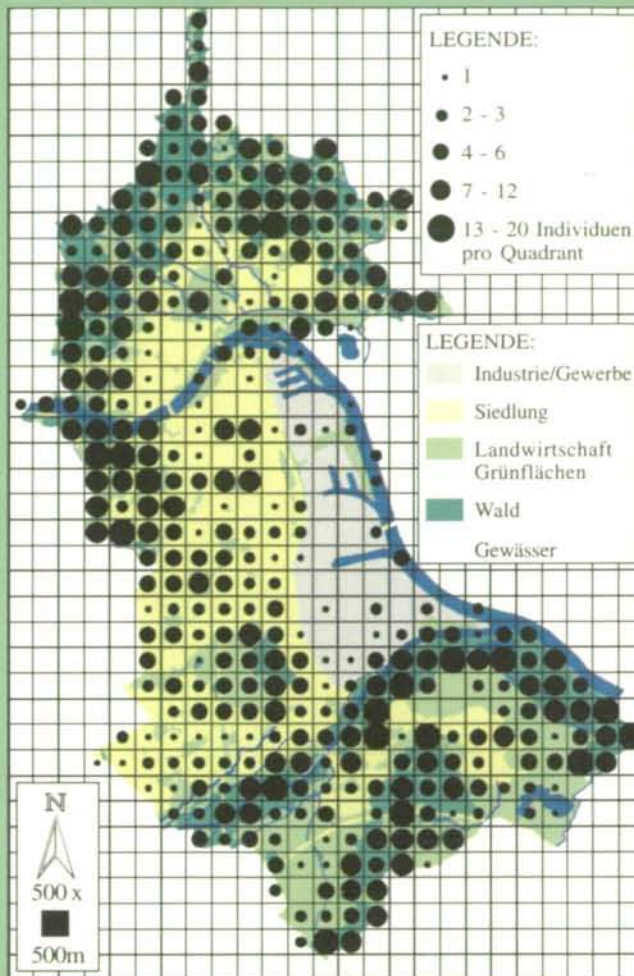 LEGENDE:
1
2 - 3
4 - 6
7 - 12
13 - 20 Individuen
pro Quadrant
LEGENDE:
Industrie/Gewerbe
Siedlung
Landwirtschaft
Grünflächen
Wald
Gewässer
N
500 x
500m